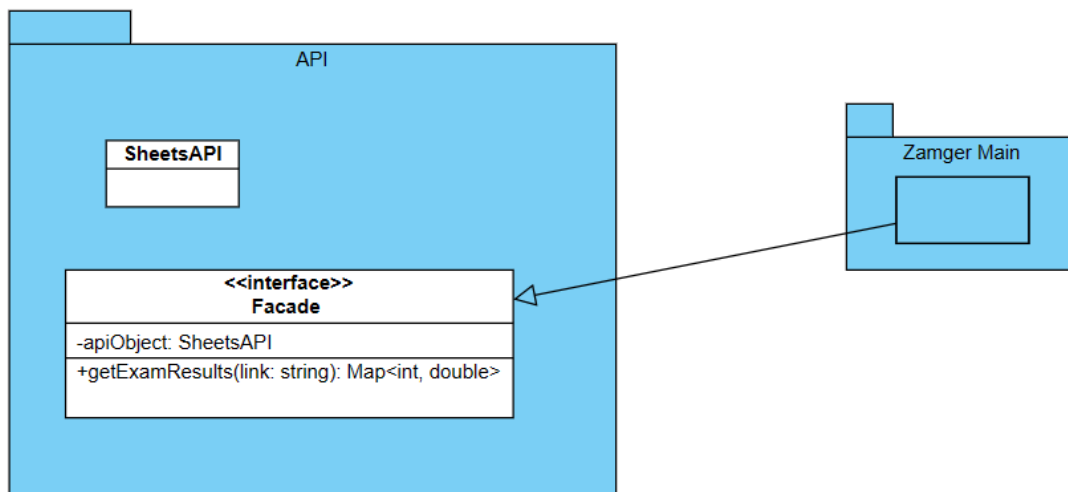 API
SheetsAPI
<<interface>>
Facade
-apiObject: SheetsAPI
+getExamResults(link: string): Map<int, double>
Zamger Main